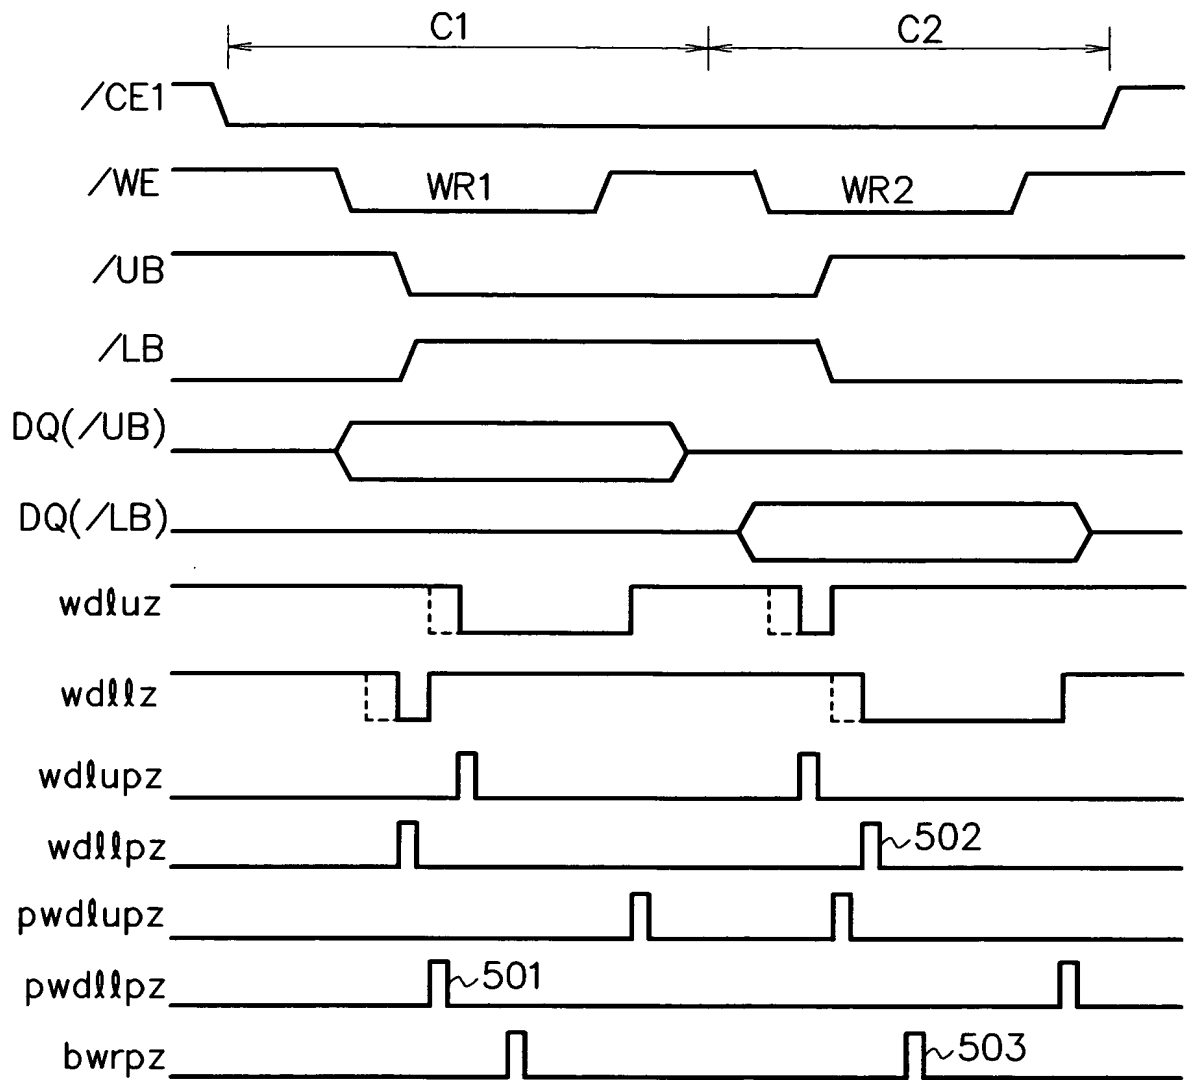 C1 C2
/CE1
/WE WR1 WR2
/UB
/LB
DQ(/UB)
DQ(/LB)
wdluz
wdllz
wdlupz
wdllpz 502
pwdlupz
pwdllpz 501
bwrpz 503